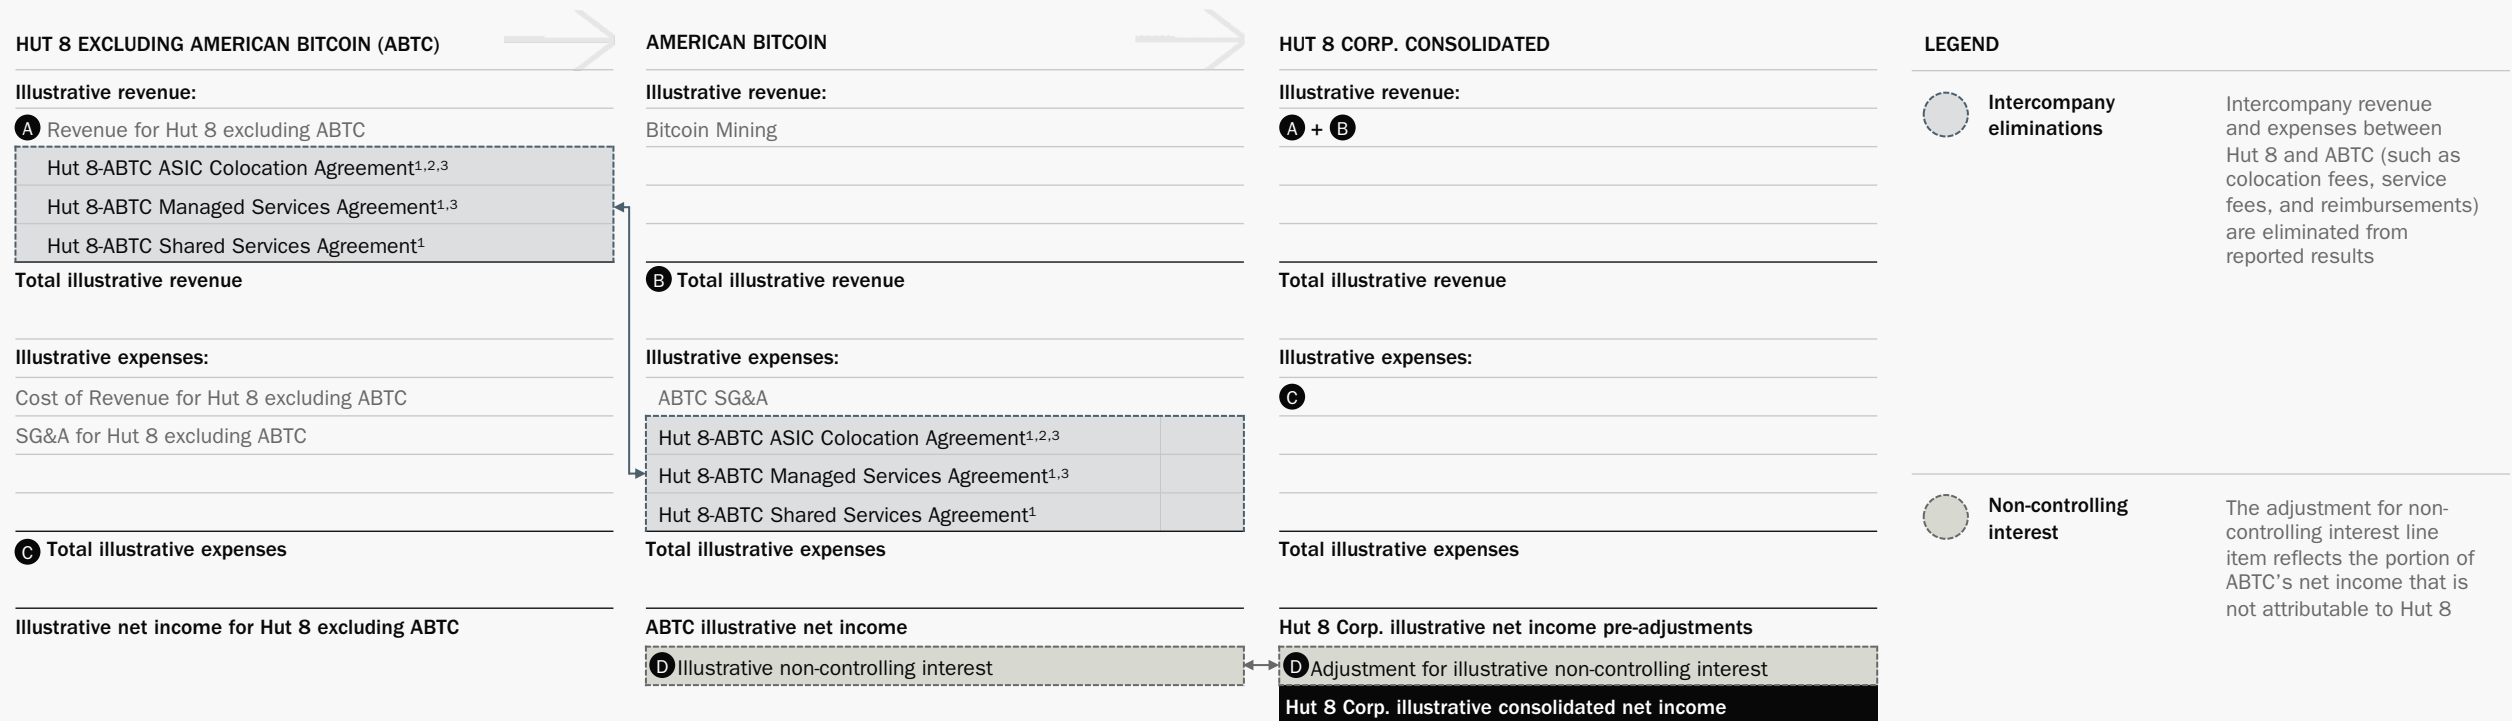 HUT 8 EXCLUDING AMERICAN BITCOIN (ABTC)
Illustrative revenue:
A Revenue for Hut 8 excluding ABTC
Hut 8-ABTC ASIC Colocation Agreement1,2,3
Hut 8-ABTC Managed Services Agreement1,3
Hut 8-ABTC Shared Services Agreement1
Total illustrative revenue
Illustrative expenses:
Cost of Revenue for Hut 8 excluding ABTC
SG&A for Hut 8 excluding ABTC
C Total illustrative expenses
Illustrative net income for Hut 8 excluding ABTC
AMERICAN BITCOIN
Illustrative revenue:
Bitcoin Mining
B Total illustrative revenue
Illustrative expenses:
ABTC SG&A
Hut 8-ABTC ASIC Colocation Agreement1,2,3
Hut 8-ABTC Managed Services Agreement1,3
Hut 8-ABTC Shared Services Agreement1
Total illustrative expenses
ABTC illustrative net income
D Illustrative non-controlling interest
HUT 8 CORP. CONSOLIDATED
Illustrative revenue:
A + B
Total illustrative revenue
Illustrative expenses:
C
Total illustrative expenses
Hut 8 Corp. illustrative net income pre-adjustments
D Adjustment for illustrative non-controlling interest
Hut 8 Corp. illustrative consolidated net income
LEGEND
Intercompany
eliminations
Intercompany revenue
and expenses between
Hut 8 and ABTC (such as
colocation fees, service
fees, and reimbursements)
are eliminated from
reported results
Non-controlling
interest
The adjustment for non-
controlling interest line
item reflects the portion of
ABTC's net income that is
not attributable to Hut 8